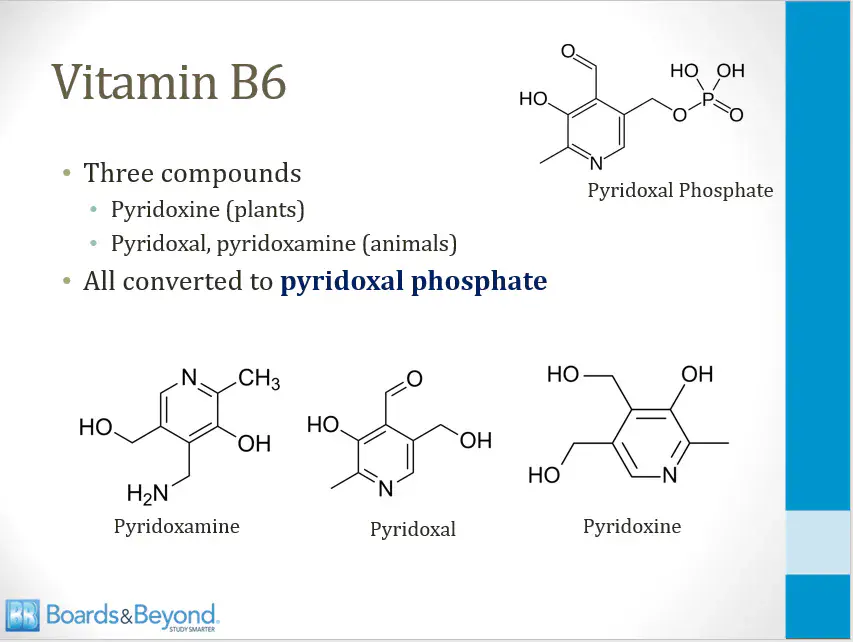 Vitamin B6
• Three compounds
• Pyridoxine (plants)
• Pyridoxal, pyridoxamine (animals)
• All converted to pyridoxal phosphate
O
HO OH
HO
P
O O
N
Pyridoxal Phosphate
N
CH3
HO
OH
H2N
Pyridoxamine
O
HO
OH
N
Pyridoxal
HO OH
HO
N
Pyridoxine
BB Boards&Beyond.
STUDY SMARTER